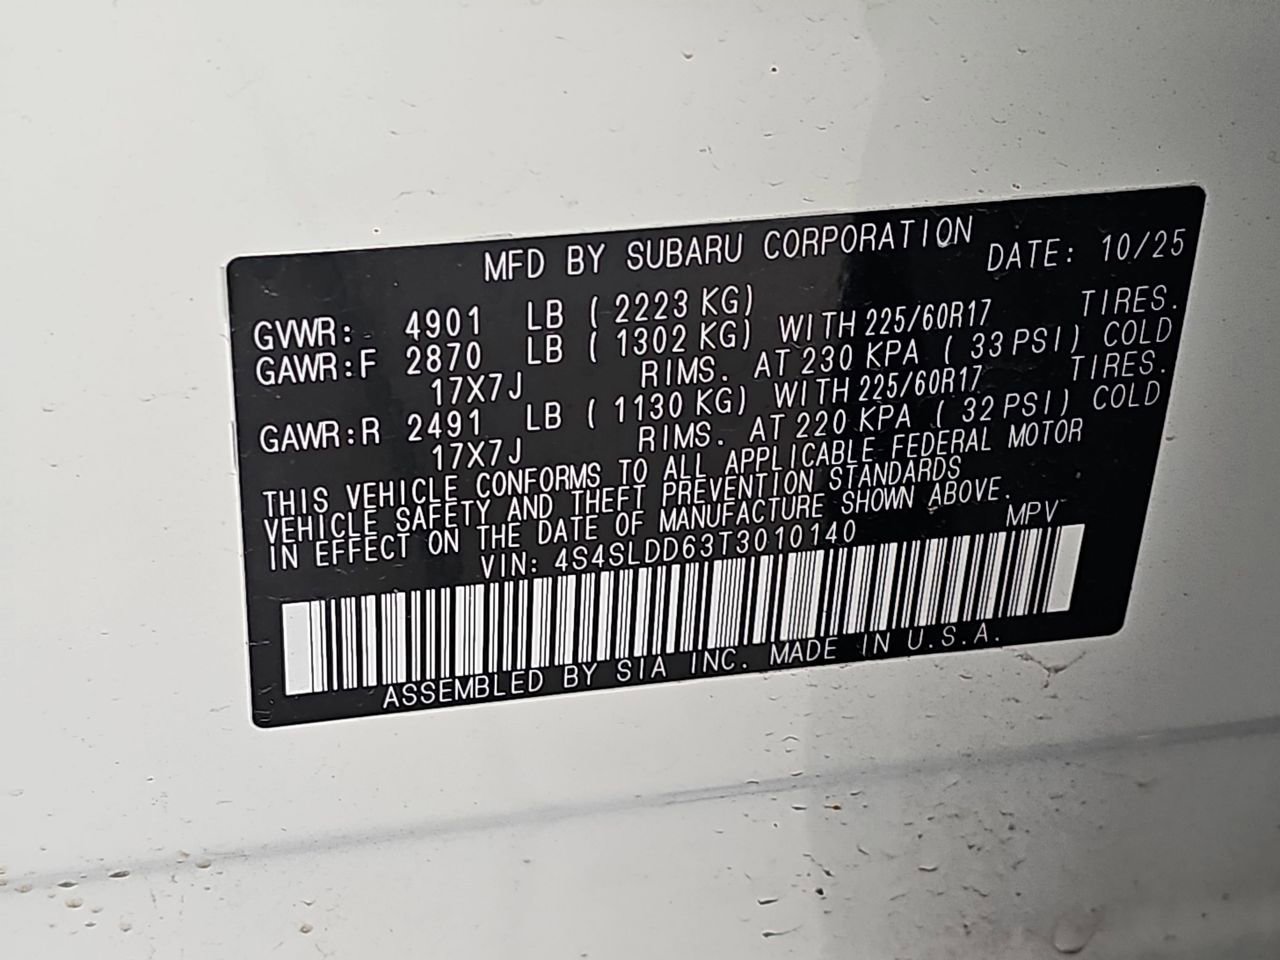 MFD BY SUBARU CORPORATION DATE: 10/25
GVWR: 4901 LB ( 2223 KG)
GAWR:F 2870 LB ( 1302 KG) WITH 225/60R17 TIRES.
17X7J RIMS. AT 230 KPA ( 33 PSI) COLD
GAWR:R 2491 LB ( 1130 KG) WITH 225/60R17 TIRES.
17X7J RIMS. AT 220 KPA ( 32 PSI) COLD
THIS VEHICLE CONFORMS TO ALL APPLICABLE FEDERAL MOTOR
VEHICLE SAFETY AND THEFT PREVENTION STANDARDS
IN EFFECT ON THE DATE OF MANUFACTURE SHOWN ABOVE.
VIN: 4S4SLDD63T3010140 MPV
ASSEMBLED BY SIA INC. MADE IN U.S.A.